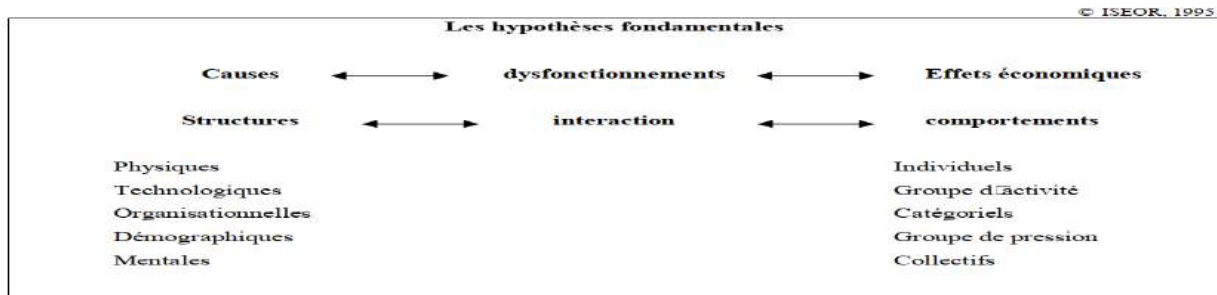 © ISEOR, 1995
Les hypothèses fondamentales
Causes dysfonctionnements Effets économiques
Structures interaction comportements
Physiques Individuels
Technologiques Groupe d□activité
Organisationnelles Catégoriels
Démographiques Groupe de pression
Mentales Collectifs